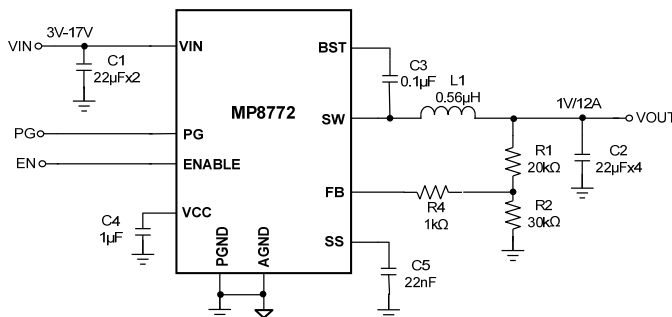 3V-17V
VIN
C1
22µFx2
VIN
BST
C3
0.1µF
L1
0.56µH
MP8772
SW
1V/12A
VOUT
PG
PG
R1
20kΩ
C2
22µFx4
EN
ENABLE
FB
R4
1kΩ
R2
30kΩ
C4
1µF
VCC
PGND
AGND
SS
C5
22nF